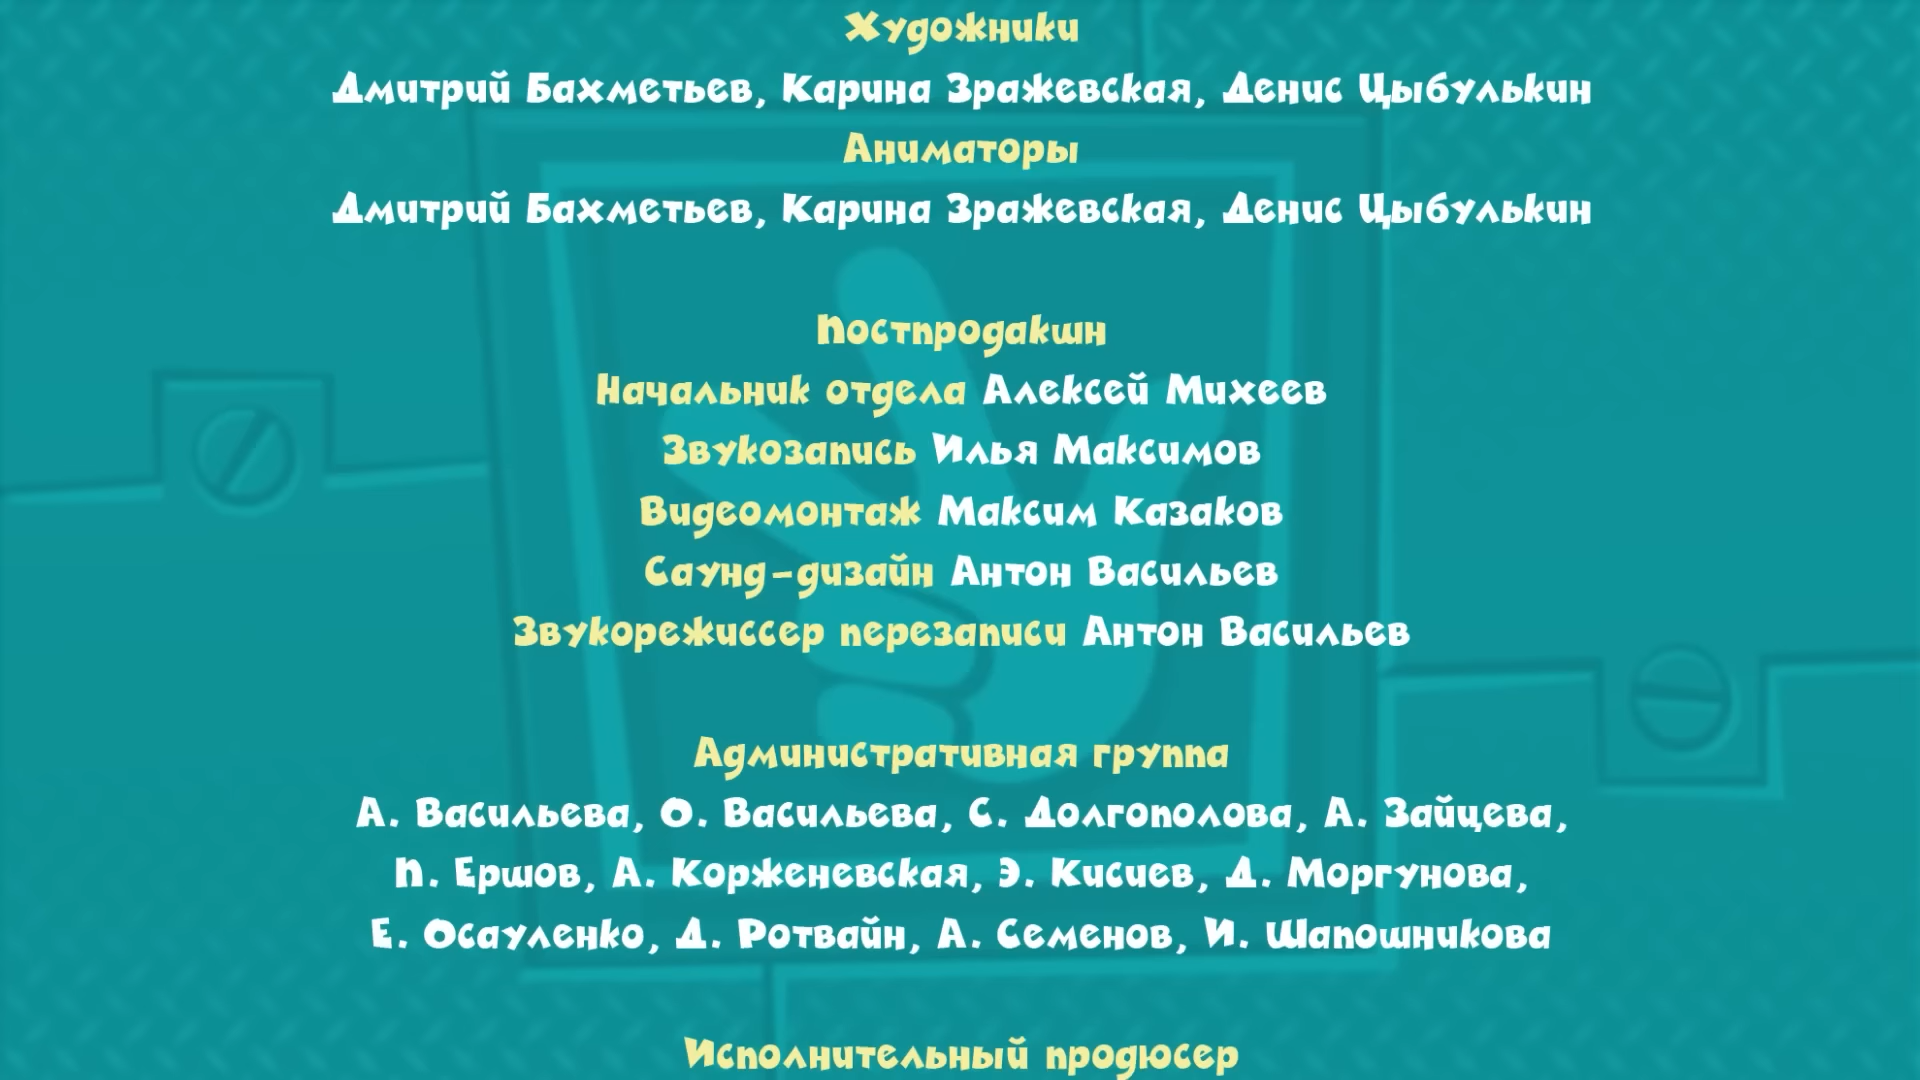 Художники
Дмитрий Бахметьев, Карина Зражевская, Денис Цыбулькин
Аниматоры
Дмитрий Бахметьев, Карина Зражевская, Денис Цыбулькин
Постпродакшн
Начальник отдела Алексей Михеев
Звукозапись Илья Максимов
Видеомонтаж Максим Казаков
Саунд-дизайн Антон Васильев
Звукорежиссер перезаписи Антон Васильев
Административная группа
А. Васильева, О. Васильева, С. Долгополова, А. Зайцева,
П. Ершов, А. Корженевская, Э. Кисиев, Д. Моргунова,
Е. Осауленко, Д. Ротвайн, А. Семенов, И. Шапошникова
Исполнительный продюсер